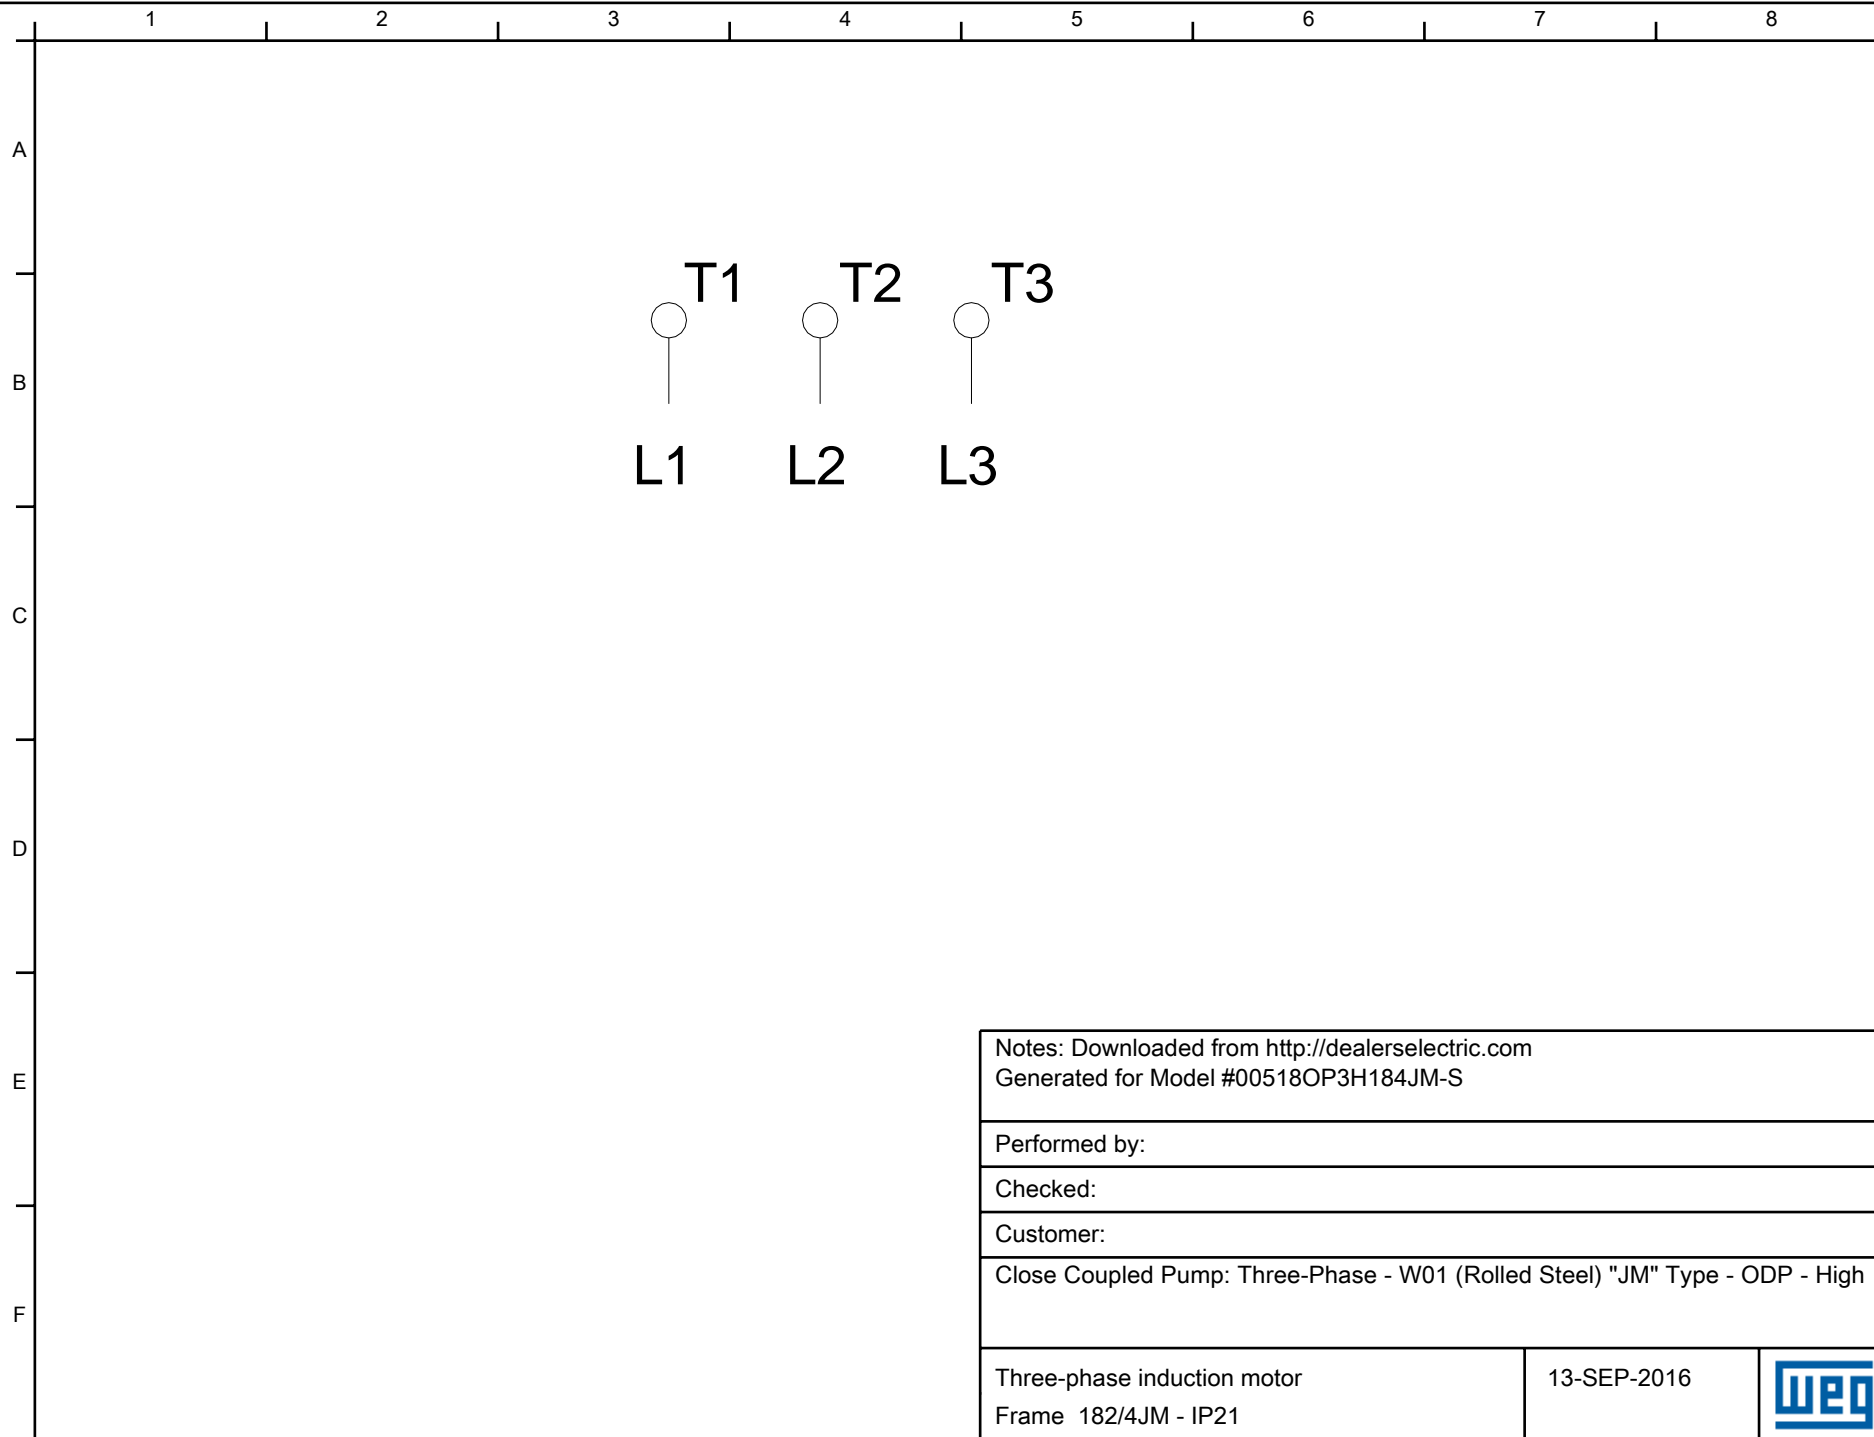 1 2 3 4 5 6 7 8
A
T1 T2 T3
B
L1 L2 L3
C
D
E
Notes: Downloaded from http://dealerselectric.com
Generated for Model #00518OP3H184JM-S
Performed by:
Checked:
Customer:
F
Close Coupled Pump: Three-Phase - W01 (Rolled Steel) "JM" Type - ODP - High
Three-phase induction motor
Frame 182/4JM - IP21
13-SEP-2016
weg